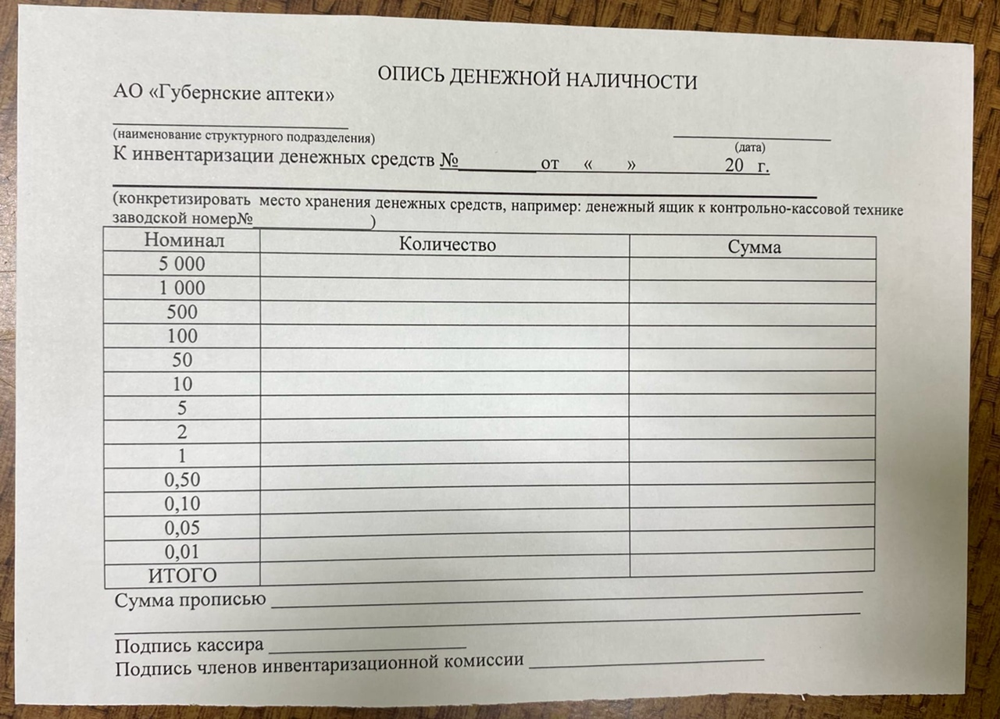 ОПИСЬ ДЕНЕЖНОЙ НАЛИЧНОСТИ
АО «Губернские аптеки»
(наименование структурного подразделения)
(дата)
К инвентаризации денежных средств №________ от « » 20 г.
(конкретизировать место хранения денежных средств, например: денежный ящик к контрольно-кассовой технике
заводской номер№____________)
Номинал Количество Сумма
5 000
1 000
500
100
50
10
5
2
1
0,50
0,10
0,05
0,01
ИТОГО
Сумма прописью
Подпись кассира
Подпись членов инвентаризационной комиссии